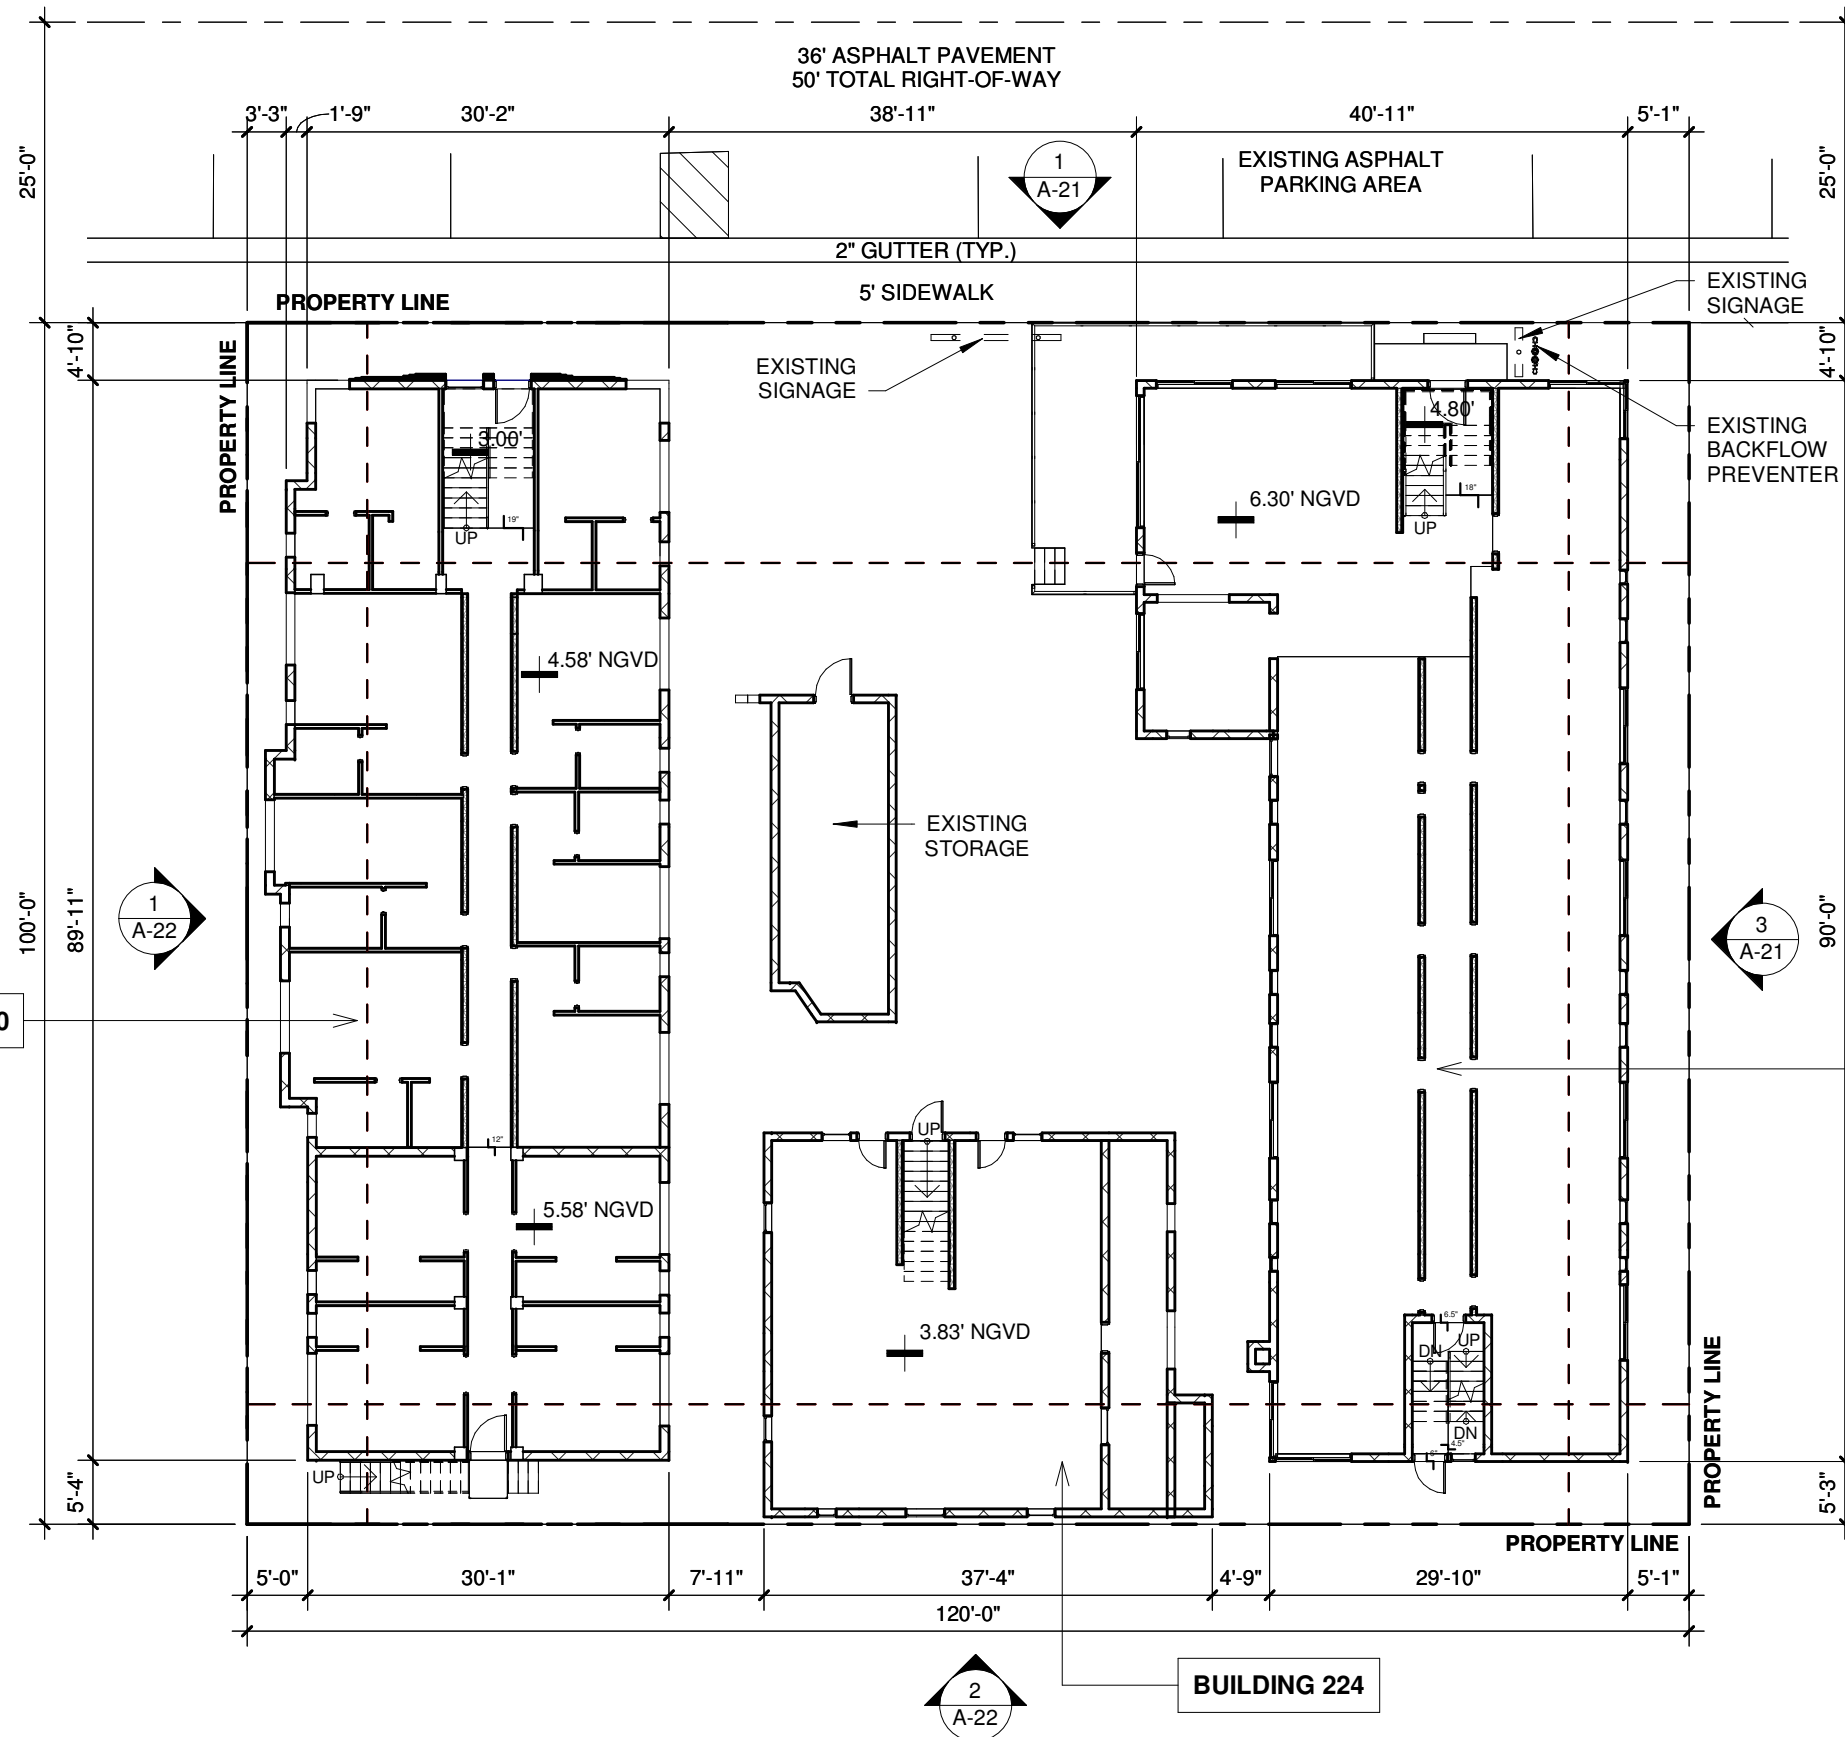 36' ASPHALT PAVEMENT
50' TOTAL RIGHT-OF-WAY
3'-3"
1'-9"
30'-2"
38'-11"
40'-11"
5'-1"
25'-0"
25'-0"
1
A-21
EXISTING ASPHALT
PARKING AREA
2" GUTTER (TYP.)
5' SIDEWALK
PROPERTY LINE
EXISTING
SIGNAGE
4'-10"
4'-10"
PROPERTY LINE
EXISTING
SIGNAGE
3.00'
4.80'
EXISTING
BACKFLOW
PREVENTER
6.30' NGVD
19"
UP
18"
UP
4.58' NGVD
EXISTING
STORAGE
100'-0"
89'-11"
1
A-22
3
A-21
90'-0"
0
12"
UP
5.58' NGVD
3.83' NGVD
6.5"
DN
UP
DN
4.5"
6"
UP
PROPERTY LINE
5'-4"
5'-3"
PROPERTY LINE
5'-0"
30'-1"
7'-11"
37'-4"
4'-9"
29'-10"
5'-1"
120'-0"
2
A-22
BUILDING 224